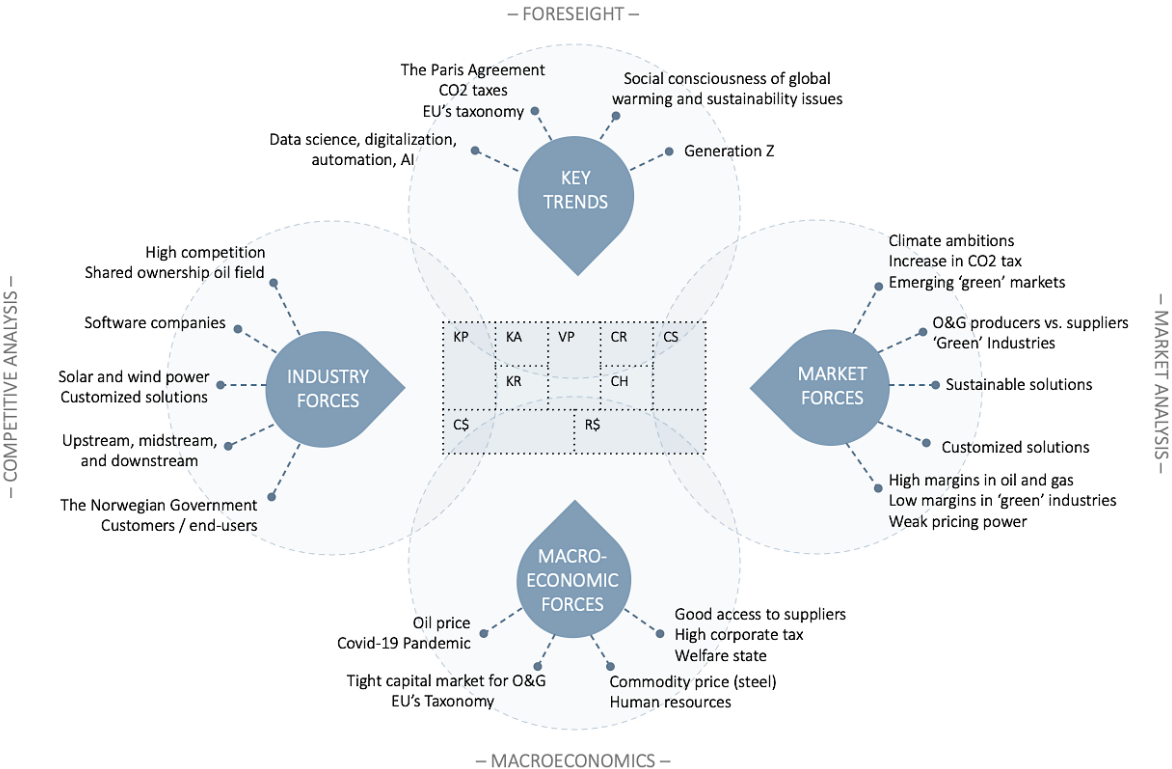 – FORESEIGHT –
The Paris Agreement
CO2 taxes
EU’s taxonomy
Social consciousness of global
warming and sustainability issues
Data science, digitalization,
automation, AI
Generation Z
KEY
TRENDS
– COMPETITIVE ANALYSIS –
High competition
Shared ownership oil field
Software companies
Solar and wind power
Customized solutions
Upstream, midstream,
and downstream
The Norwegian Government
Customers / end-users
INDUSTRY
FORCES
KP
KA
VP
CR
CS
KR
CH
C$
R$
MARKET
FORCES
Climate ambitions
Increase in CO2 tax
Emerging ‘green’ markets
O&G producers vs. suppliers
‘Green’ Industries
Sustainable solutions
Customized solutions
High margins in oil and gas
Low margins in ‘green’ industries
Weak pricing power
– MARKET ANALYSIS–
MACRO-
ECONOMIC
FORCES
Oil price
Covid-19 Pandemic
Tight capital market for O&G
EU’s Taxonomy
Good access to suppliers
High corporate tax
Welfare state
Commodity price (steel)
Human resources
– MACROECONOMICS –